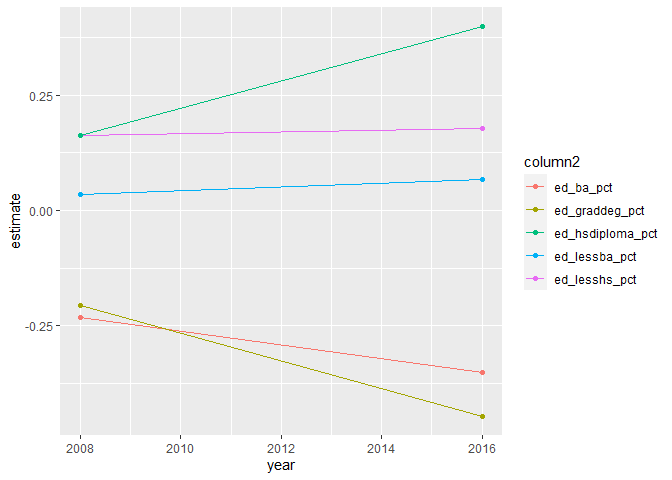 0.25
0.00
-0.25
estimate
2008 2010 2012 2014 2016
year
column2
ed_ba_pct
ed_graddeg_pct
ed_hsdiploma_pct
ed_lessba_pct
ed_lesshs_pct